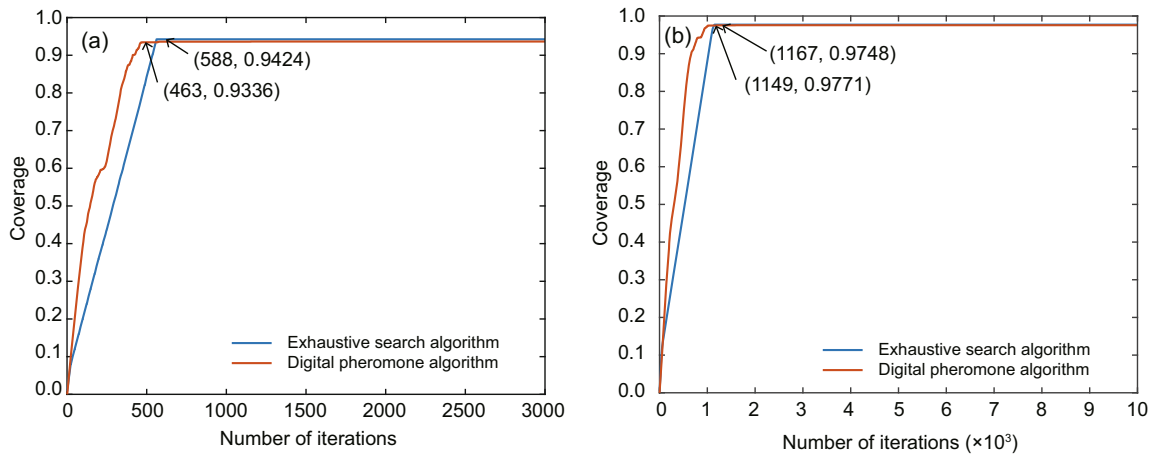 (a)
(588, 0.9424)
(463, 0.9336)
1.0
0.9
0.8
0.7
0.6
0.5
0.4
0.3
0.2
0.1
0.0
Coverage
Exhaustive search algorithm
Digital pheromone algorithm
0 500 1000 1500 2000 2500 3000
Number of iterations
(b)
(1167, 0.9748)
(1149, 0.9771)
1.0
0.9
0.8
0.7
0.6
0.5
0.4
0.3
0.2
0.1
0.0
Coverage
Exhaustive search algorithm
Digital pheromone algorithm
0 1 2 3 4 5 6 7 8 9 10
Number of iterations (×10³)